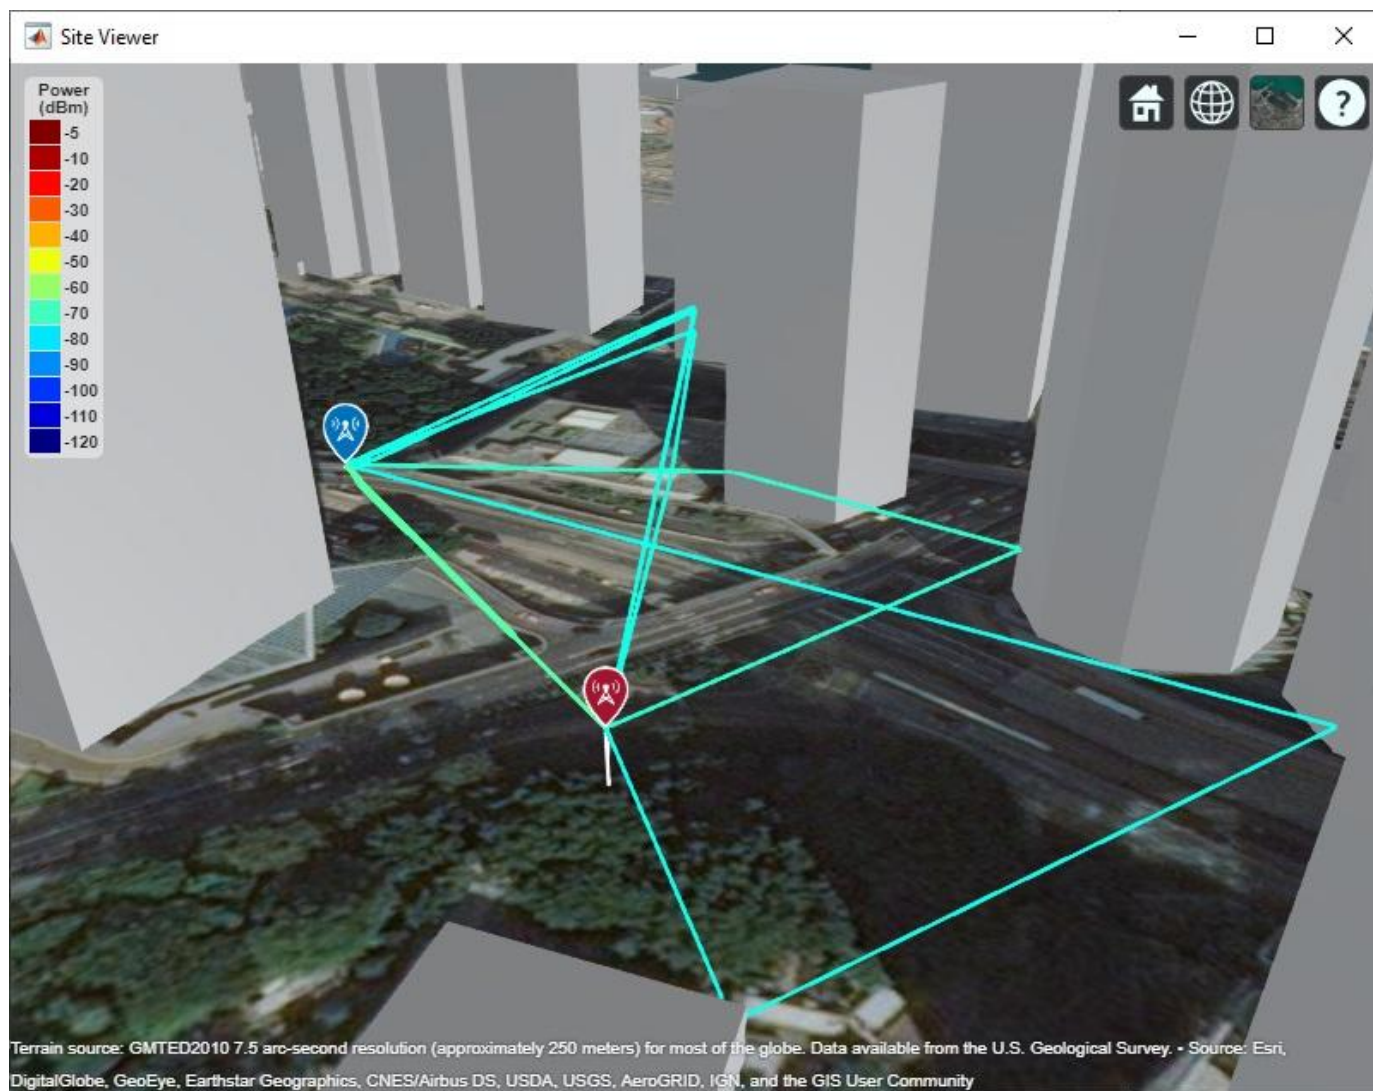 Site Viewer
Power
(dBm)
-5
-10
-20
-30
-40
-50
-60
-70
-80
-90
-100
-110
-120
?
Terrain source: GMTED2010 7.5 arc-second resolution (approximately 250 meters) for most of the globe. Data available from the U.S. Geological Survey. • Source: Esri,
DigitalGlobe, GeoEye, Earthstar Geographics, CNES/Airbus DS, USDA, USGS, AeroGRID, IGN, and the GIS User Community